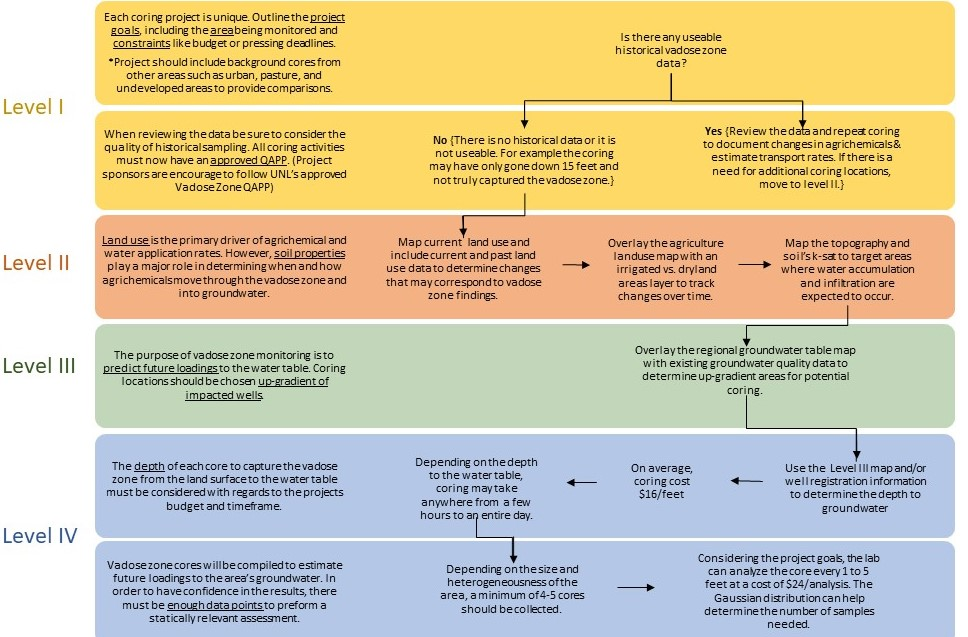 Level I
Each coring project is unique. Outline the project
goals, including the area being monitored and
constraints like budget or pressing deadlines.
*Project should include background cores from
other areas such as urban, pasture, and
undeveloped areas to provide comparisons.
Is there any useable
historical vadose zone
data?
When reviewing the data be sure to consider the
quality of historical sampling. All coring activities
must now have an approved QAPP. (Project
sponsors are encourage to follow UNL's approved
Vadose Zone QAPP)
No {There is no historical data or it is
not useable. For example the coring
may have only gone down 15 feet and
not truly captured the vadose zone.}
Yes {Review the data and repeat coring
to document changes in agrichemicals &
estimate transport rates. If there is a
need for additional coring locations,
move to level II.}
Level II
Land use is the primary driver of agrichemical and
water application rates. However, soil properties
play a major role in determining when and how
agrichemicals move through the vadose zone and
into groundwater.
Map current land use and
include current and past land
use data to determine changes
that may correspond to vadose
zone findings.
Overlay the agriculture
landuse map with an
irrigated vs. dryland
areas layer to track
changes over time.
Map the topography and
soil's k-sat to target areas
where water accumulation
and infiltration are
expected to occur.
Level III
The purpose of vadose zone monitoring is to
predict future loadings to the water table. Coring
locations should be chosen up-gradient of
impacted wells.
Overlay the regional groundwater table map
with existing groundwater quality data to
determine up-gradient areas for potential
coring.
Level IV
The depth of each core to capture the vadose
zone from the land surface to the water table
must be considered with regards to the projects
budget and timeframe.
Depending on the depth
to the water table,
coring may take
anywhere from a few
hours to an entire day.
On average,
coring cost
$16/feet
Use the Level III map and/or
well registration information
to determine the depth to
groundwater
Vadose zone cores will be compiled to estimate
future loadings to the area's groundwater. In
order to have confidence in the results, there
must be enough data points to preform a
statically relevant assessment.
Depending on the size and
heterogeneousness of the
area, a minimum of 4-5 cores
should be collected.
Considering the project goals, the lab
can analyze the core every 1 to 5
feet at a cost of $24/analysis. The
Gaussian distribution can help
determine the number of samples
needed.